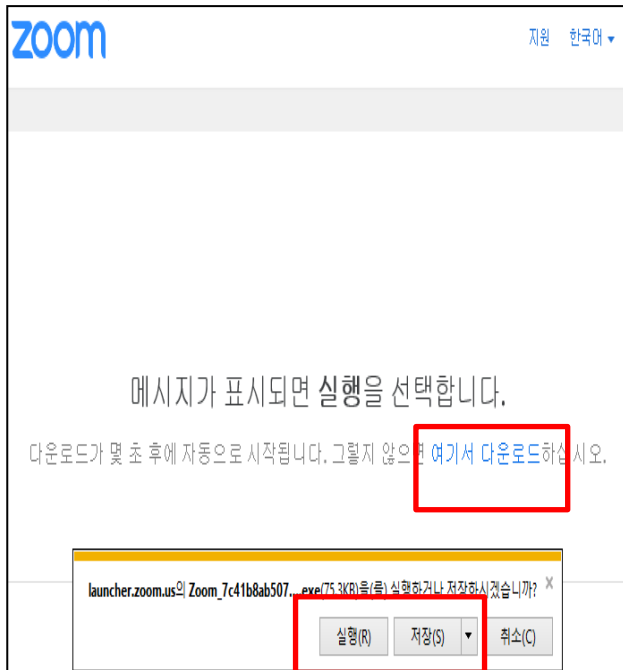 zoom
지원 한국어
메시지가 표시되면 실행을 선택합니다.
다운로드가 몇 초 후에 자동으로 시작됩니다. 그렇지 않으면 여기서 다운로드하십시오.
launcher.zoom.us의 Zoom_7c41b8ab507....exe(75.3KB)을(를) 실행하거나 저장하시겠습니까? ×
실행(R) 저장(S) 취소(C)